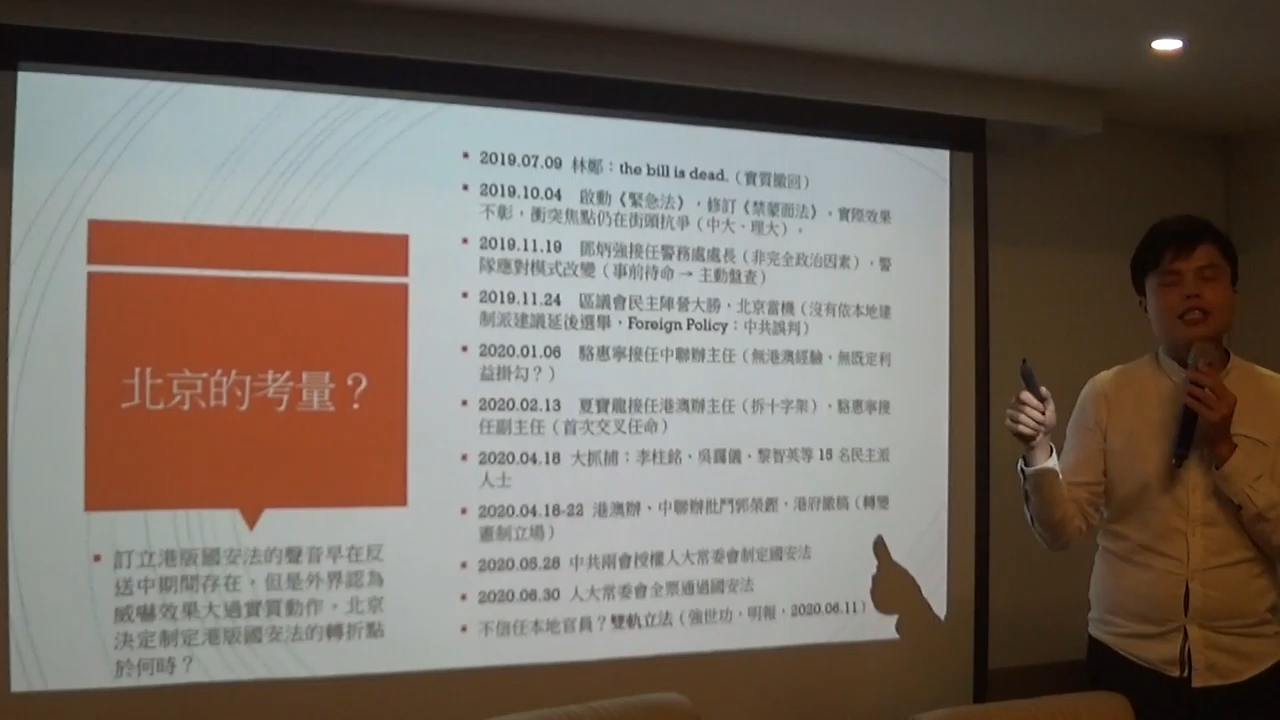 北京的考量？
訂立港版國安法的聲音早在反
送中期間存在，但是外界認為
威嚇效果大過實質動作。北京
決定制定港版國安法的轉折點
於何時？
2019.07.09 林鄭：the bill is dead.（實質撤回）
2019.10.04 啟動《緊急法》，修訂《禁蒙面法》。實際效果
不彰，衝突焦點仍在街頭抗爭（中大、理大）。
2019.11.19 鄧炳強接任警務處處長（非完全政治因素），警
隊應對模式改變（事前待命 → 主動盤查）
2019.11.24 區議會民主陣營大勝，北京當機（沒有依本地建
制派建議延後選舉，Foreign Policy：中共誤判）
2020.01.06 駱惠寧接任中聯辦主任（無港澳經驗、無既定利
益掛勾？）
2020.02.13 夏寶龍接任港澳辦主任（拆十字架）、駱惠寧接
任副主任（首次交叉任命）
2020.04.18 大抓捕：李柱銘、吳靄儀、黎智英等 15 名民主派
人士
2020.04.18-22 港澳辦、中聯辦批鬥郭榮鏗，港府撤稿（轉變
憲制立場）
2020.05.28 中共兩會授權人大常委會制定國安法
2020.06.30 人大常委會全票通過國安法
不信任本地官員？雙軌立法（強世功，明報，2020.06.11）